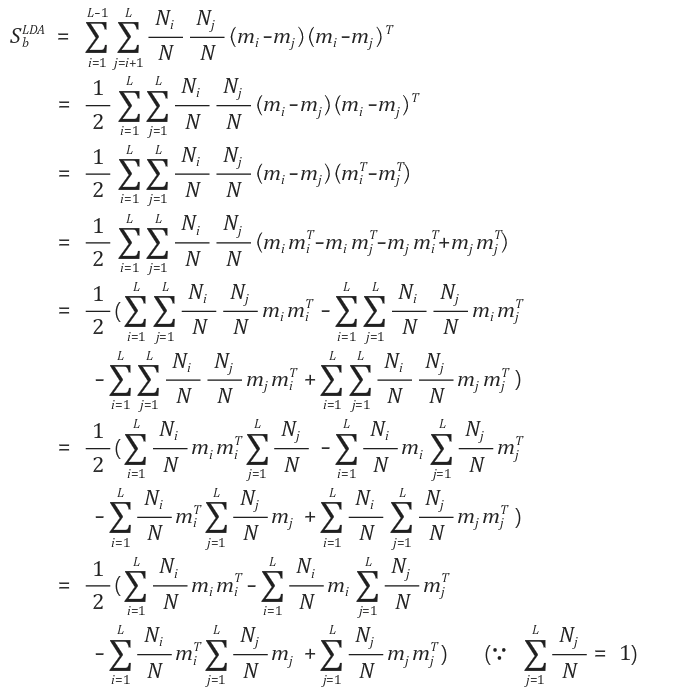 S_b^{LDA} = \sum_{i=1}^{L-1} \sum_{j=i+1}^{L} \frac{N_i}{N} \frac{N_j}{N} (m_i - m_j)(m_i - m_j)^T
= \frac{1}{2} \sum_{i=1}^{L} \sum_{j=1}^{L} \frac{N_i}{N} \frac{N_j}{N} (m_i - m_j)(m_i - m_j)^T
= \frac{1}{2} \sum_{i=1}^{L} \sum_{j=1}^{L} \frac{N_i}{N} \frac{N_j}{N} (m_i - m_j)(m_i^T - m_j^T)
= \frac{1}{2} \sum_{i=1}^{L} \sum_{j=1}^{L} \frac{N_i}{N} \frac{N_j}{N} (m_i m_i^T - m_i m_j^T - m_j m_i^T + m_j m_j^T)
= \frac{1}{2} ( \sum_{i=1}^{L} \sum_{j=1}^{L} \frac{N_i}{N} \frac{N_j}{N} m_i m_i^T - \sum_{i=1}^{L} \sum_{j=1}^{L} \frac{N_i}{N} \frac{N_j}{N} m_i m_j^T
- \sum_{i=1}^{L} \sum_{j=1}^{L} \frac{N_i}{N} \frac{N_j}{N} m_j m_i^T + \sum_{i=1}^{L} \sum_{j=1}^{L} \frac{N_i}{N} \frac{N_j}{N} m_j m_j^T )
= \frac{1}{2} ( \sum_{i=1}^{L} \frac{N_i}{N} m_i m_i^T \sum_{j=1}^{L} \frac{N_j}{N} - \sum_{i=1}^{L} \frac{N_i}{N} m_i \sum_{j=1}^{L} \frac{N_j}{N} m_j^T
- \sum_{i=1}^{L} \frac{N_i}{N} m_i^T \sum_{j=1}^{L} \frac{N_j}{N} m_j + \sum_{i=1}^{L} \frac{N_i}{N} \sum_{j=1}^{L} \frac{N_j}{N} m_j m_j^T )
= \frac{1}{2} ( \sum_{i=1}^{L} \frac{N_i}{N} m_i m_i^T - \sum_{i=1}^{L} \frac{N_i}{N} m_i \sum_{j=1}^{L} \frac{N_j}{N} m_j^T
- \sum_{i=1}^{L} \frac{N_i}{N} m_i^T \sum_{j=1}^{L} \frac{N_j}{N} m_j + \sum_{j=1}^{L} \frac{N_j}{N} m_j m_j^T ) (∵ \sum_{j=1}^{L} \frac{N_j}{N} = 1)